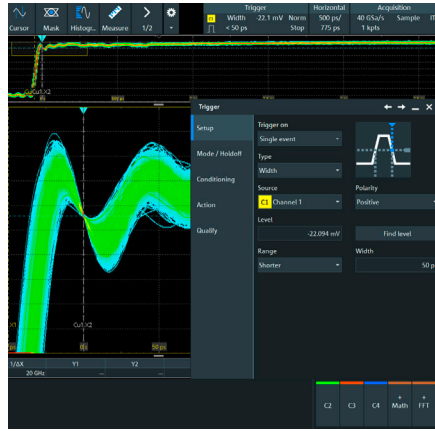 Trigger Horizontal Acquisition
Width -22.1 mV Norm 500 ps/ 40 GSa/s Sample
< 50 ps Stop 775 ps 1 kpts
Cursor Mask Histogr... Measure 1/2
Trigger
Setup
Trigger on
Single event
Mode / Holdoff
Type
Width
Conditioning
Source Polarity
C1 Channel 1 Positive
Action
Level
-22.094 mV Find level
Qualify
Range Width
Shorter 50 p
X1 Cu1.X2
0s 50 ps
1/ΔX Y1 Y2
20 GHz -- --
C2 C3 C4 + Math + FFT